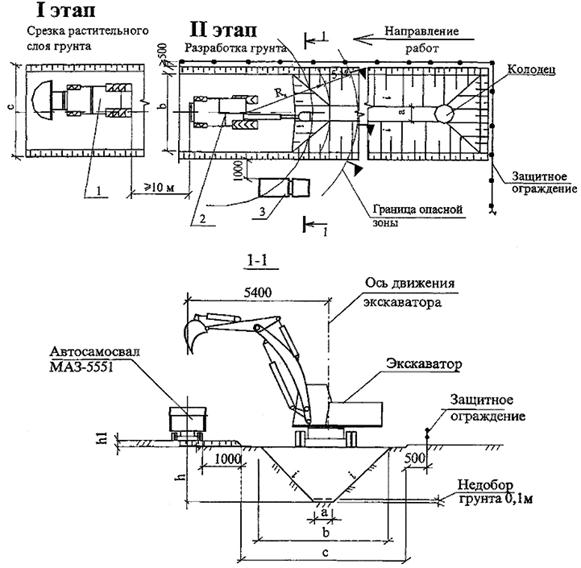 I этап
Срезка растительного
слоя грунта
II этап
Разработка грунта
1
Направление
работ
≥500
Колодец
R
5 м
c
b
a
1
≥10 м
2
1000
3
1
Граница опасной
зоны
Защитное
ограждение
1-1
5400
Ось движения
экскаватора
Автосамосвал
МАЗ-5551
Экскаватор
Защитное
ограждение
h1
h
1000
500
Недобор
грунта 0,1м
a
b
c